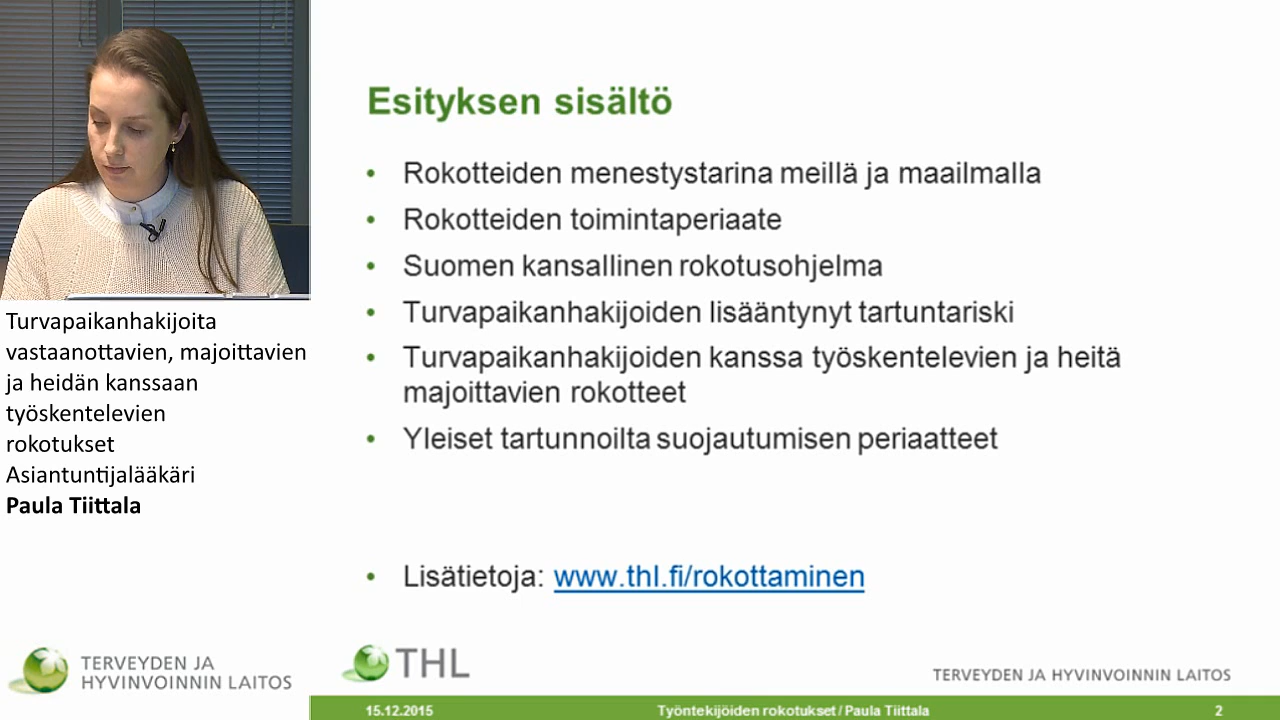 Turvapaikanhakijoita
vastaanottavien, majoittavien
ja heidän kanssaan
työskentelevien
rokotukset
Asiantuntijalääkäri
Paula Tiittala
TERVEYDEN JA
HYVINVOINNIN LAITOS
Esityksen sisältö
• Rokotteiden menestystarina meillä ja maailmalla
• Rokotteiden toimintaperiaate
• Suomen kansallinen rokotusohjelma
• Turvapaikanhakijoiden lisääntynyt tartuntariski
• Turvapaikanhakijoiden kanssa työskentelevien ja heitä
majoittavien rokotteet
• Yleiset tartunnoilta suojautumisen periaatteet
• Lisätietoja: www.thl.fi/rokottaminen
THL
TERVEYDEN JA HYVINVOINNIN LAITOS
15.12.2015 Työntekijöiden rokotukset / Paula Tiittala 2